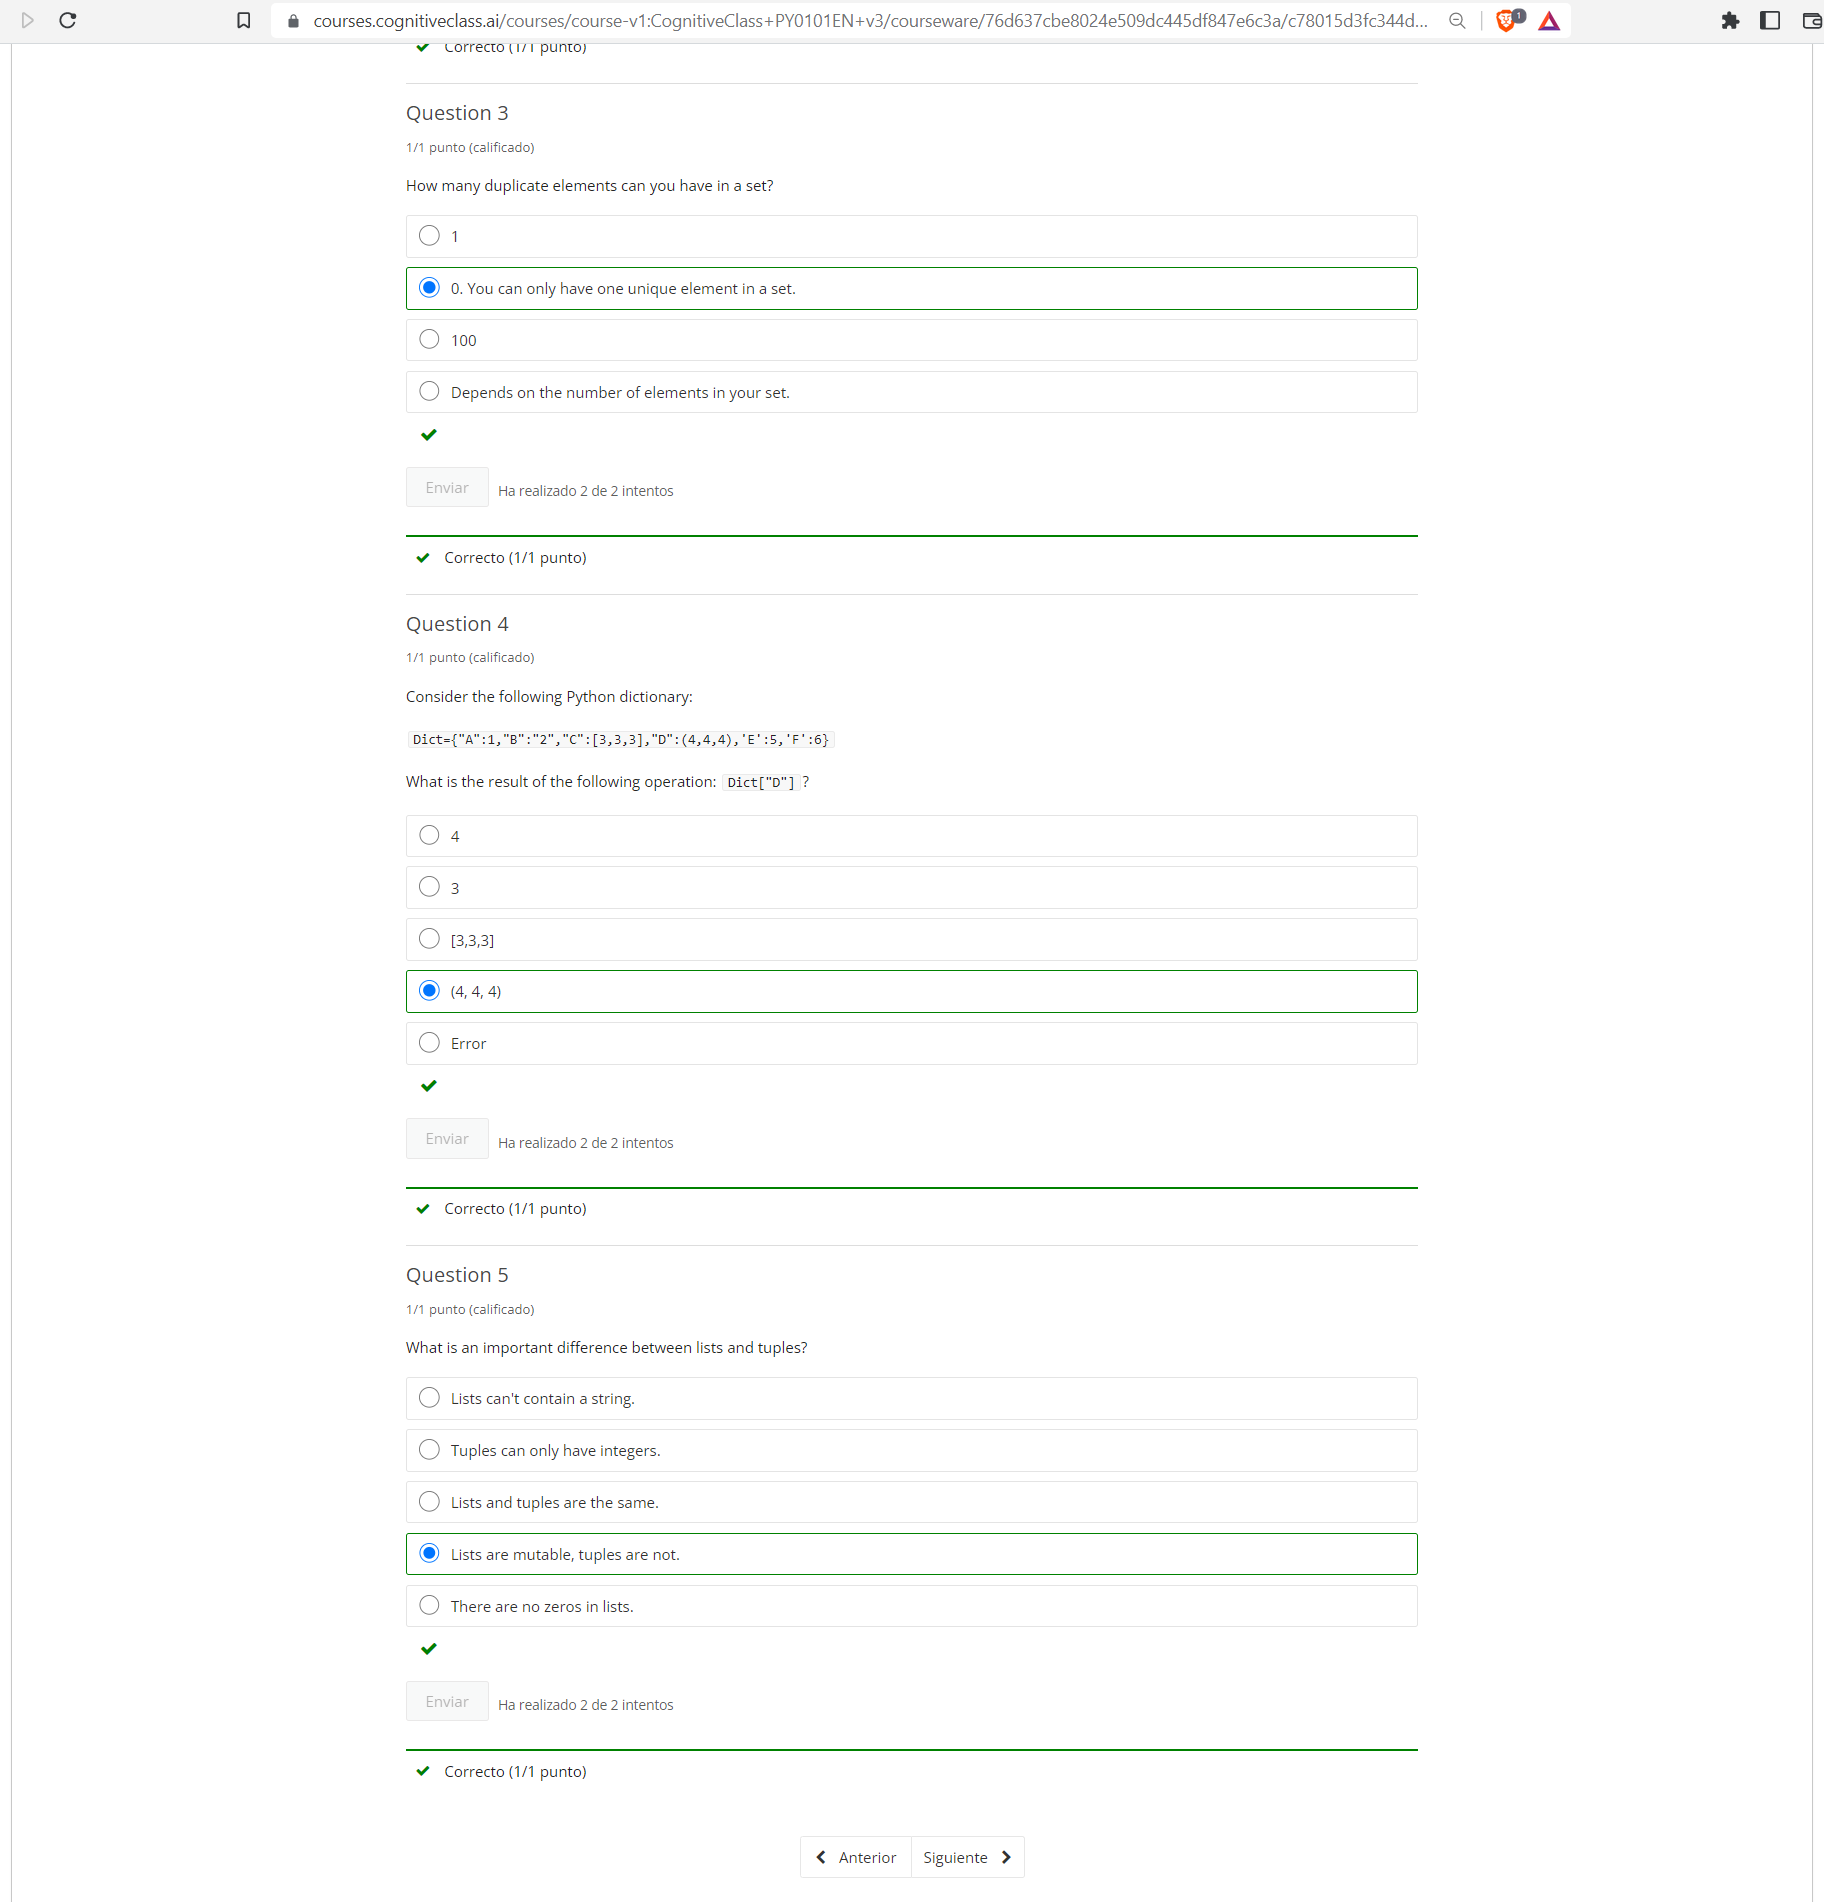 courses.cognitiveclass.ai/courses/course-v1:CognitiveClass+PY0101EN+v3/courseware/76d637cbe8024e509dc445df847e6c3a/c78015d3fc344d...
1
Correcto (1/1 punto)
Question 3
1/1 punto (calificado)
How many duplicate elements can you have in a set?
1
0. You can only have one unique element in a set.
100
Depends on the number of elements in your set.
Enviar Ha realizado 2 de 2 intentos
Correcto (1/1 punto)
Question 4
1/1 punto (calificado)
Consider the following Python dictionary:
Dict={"A":1,"B":"2","C":[3,3,3],"D":(4,4,4),'E':5,'F':6}
What is the result of the following operation: Dict["D"] ?
4
3
[3,3,3]
(4, 4, 4)
Error
Enviar Ha realizado 2 de 2 intentos
Correcto (1/1 punto)
Question 5
1/1 punto (calificado)
What is an important difference between lists and tuples?
Lists can't contain a string.
Tuples can only have integers.
Lists and tuples are the same.
Lists are mutable, tuples are not.
There are no zeros in lists.
Enviar Ha realizado 2 de 2 intentos
Correcto (1/1 punto)
Anterior Siguiente